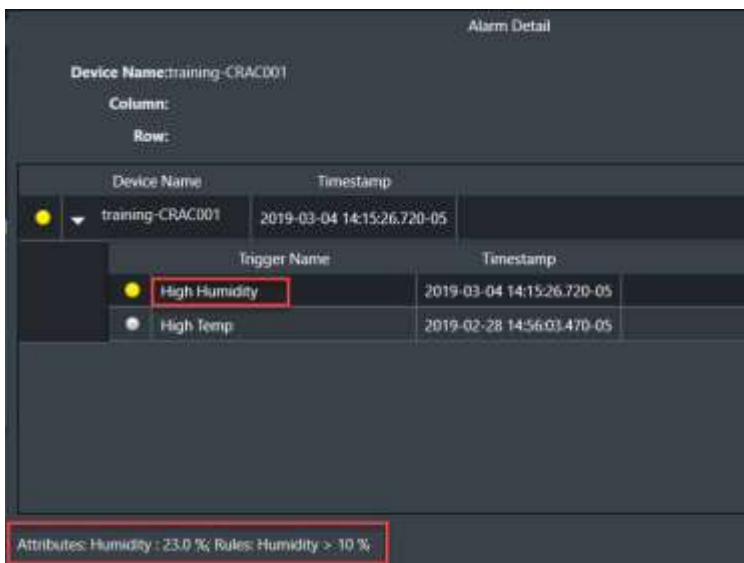 Alarm Detail
Device Name:training-CRAC001
Column:
Row:
Device Name Timestamp
training-CRAC001 2019-03-04 14:15:26.720-05
Trigger Name Timestamp
High Humidity 2019-03-04 14:15:26.720-05
High Temp 2019-02-28 14:56:03.470-05
Attributes: Humidity : 23.0 %; Rules: Humidity > 10 %